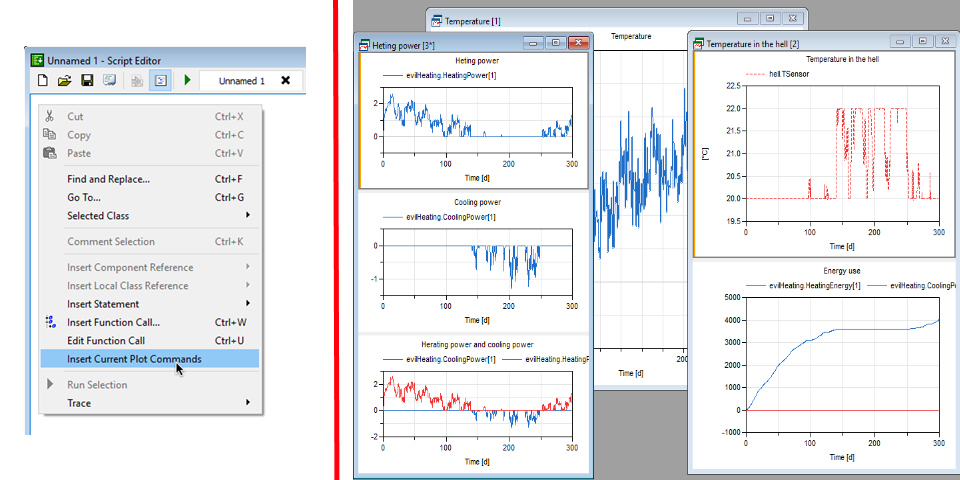 Unnamed 1 - Script Editor
Unnamed 1
Cut Ctrl+X
Copy Ctrl+C
Paste Ctrl+V
Find and Replace... Ctrl+F
Go To... Ctrl+G
Selected Class
Comment Selection Ctrl+K
Insert Component Reference
Insert Local Class Reference
Insert Statement
Insert Function Call... Ctrl+W
Edit Function Call Ctrl+U
Insert Current Plot Commands
Run Selection
Trace
Temperature [1]
Temperature
200
Time [d]
Heting power [3*]
Heting power
evilHeating.HeatingPower[1]
2
0
0 100 200 300
Time [d]
Cooling power
evilHeating.CoolingPower[1]
0
-1
0 100 200 300
Time [d]
Herating power and cooling power
evilHeating.CoolingPower[1] evilHeating.HeatingP
2
0
-2
0 100 200 300
Time [d]
Temperature in the hell [2]
Temperature in the hell
hell.TSensor
[°C]
22.5
22.0
21.5
21.0
20.5
20.0
19.5
0 100 200 300
Time [d]
Energy use
evilHeating.HeatingEnergy[1] evilHeating.CoolingPo
5000
4000
3000
2000
1000
0
-1000
0 100 200 300
Time [d]